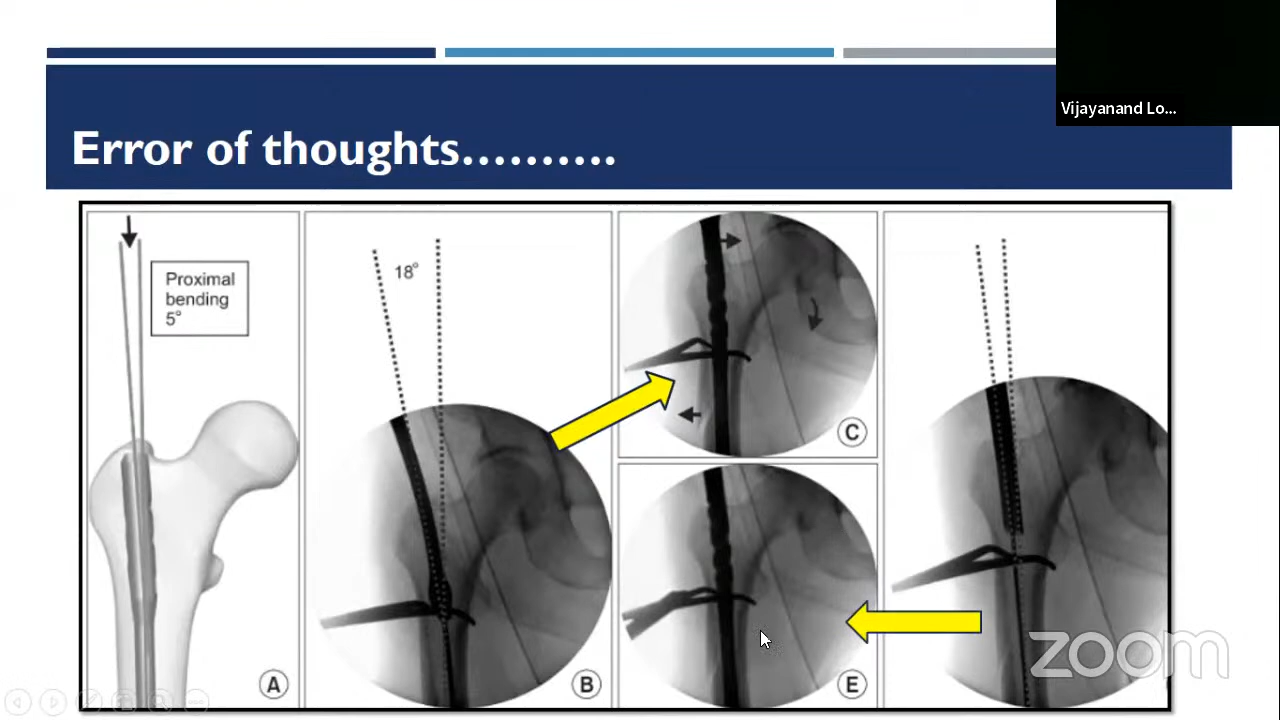 Vijayanand Lo...
Error of thoughts..........
Proximal
bending
5°
18°
A
B
C
E
zoom